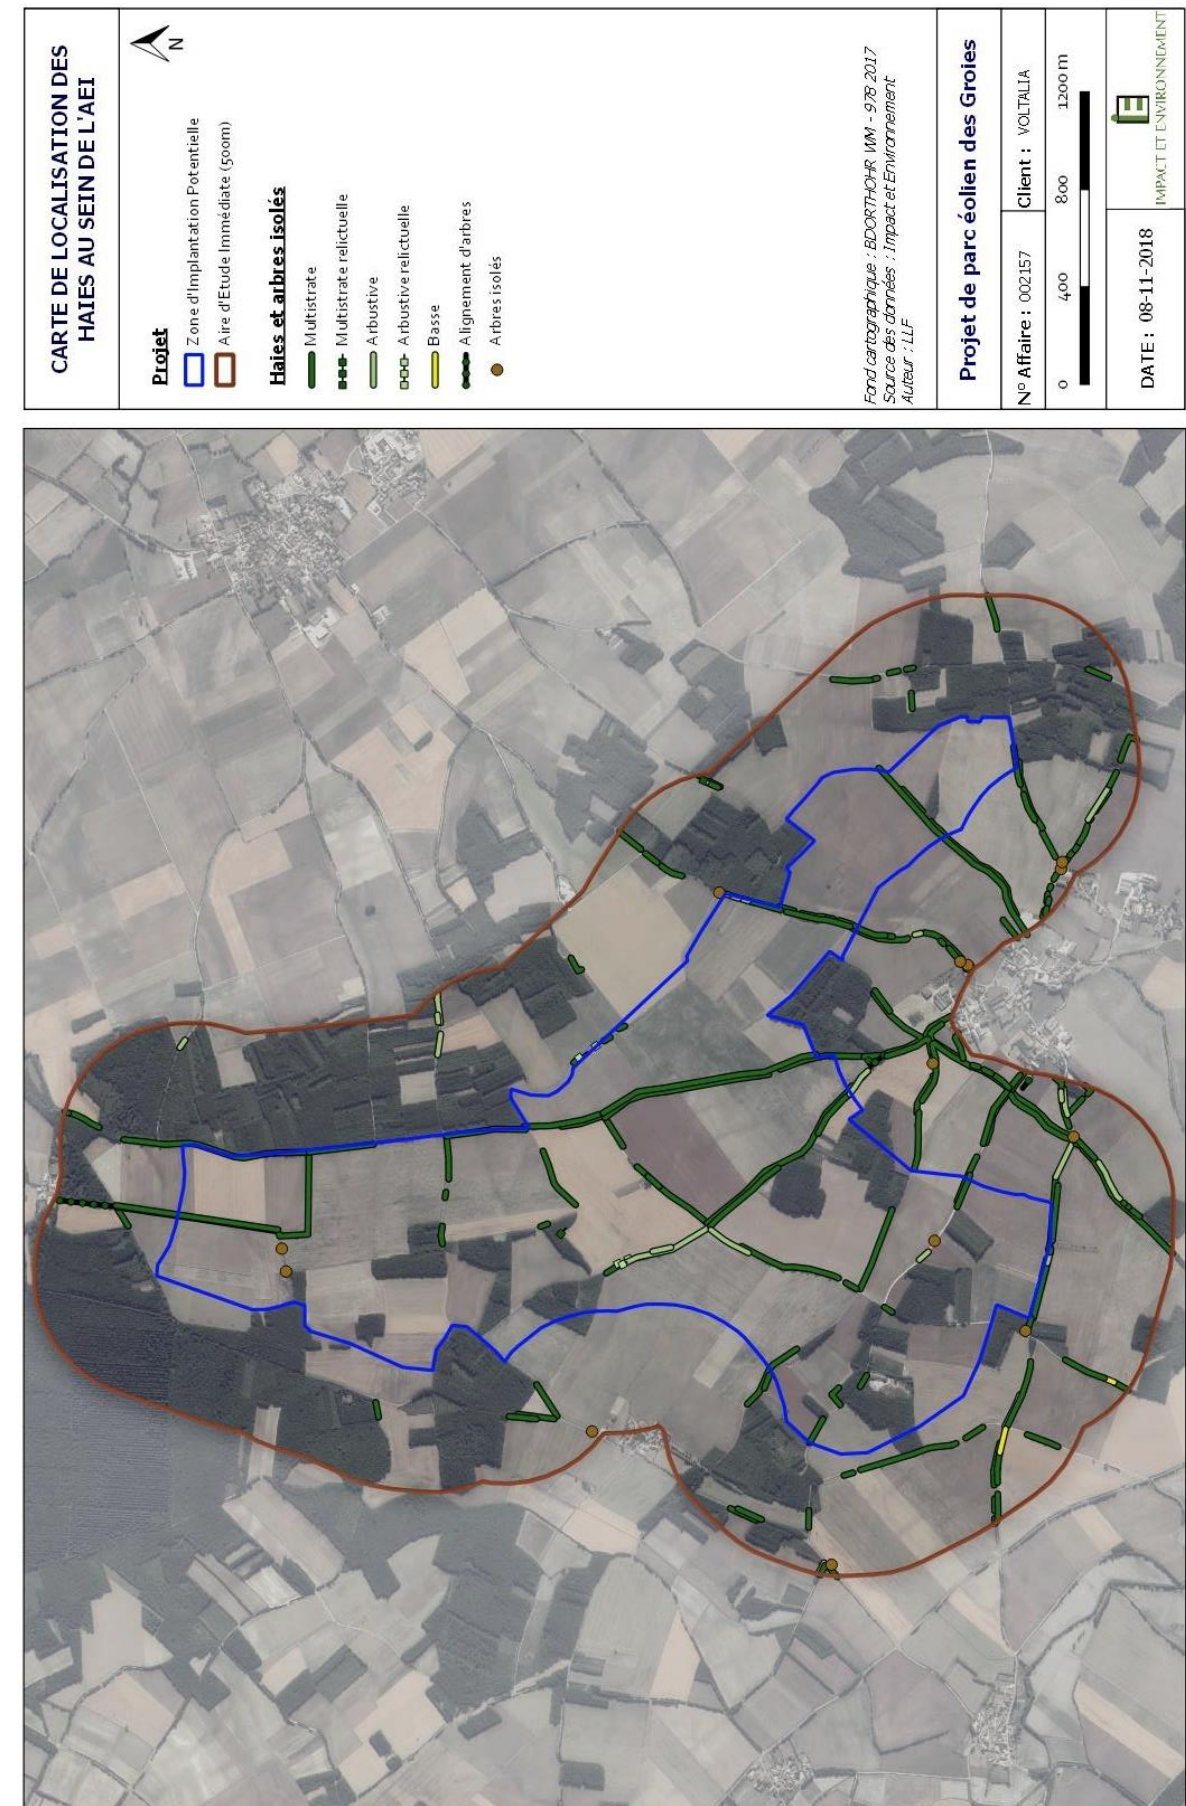 CARTE DE LOCALISATION DES
HAIES AU SEIN DE L'AEI
N
Projet
Zone d'Implantation Potentielle
Aire d'Etude Immédiate (500m)
Haies et arbres isolés
Multistrate
Multistrate relictuelle
Arbustive
Arbustive relictuelle
Basse
Alignement d'arbres
Arbres isolés
Fond cartographique : BDORTHOHR WM - 978 2017
Source des données : Impact et Environnement
Auteur : LLF
Projet de parc éolien des Groies
N° Affaire : 002157
Client : VOLTALIA
0 400 800 1200 m
DATE : 08-11-2018
IMPACT ET ENVIRONNEMENT